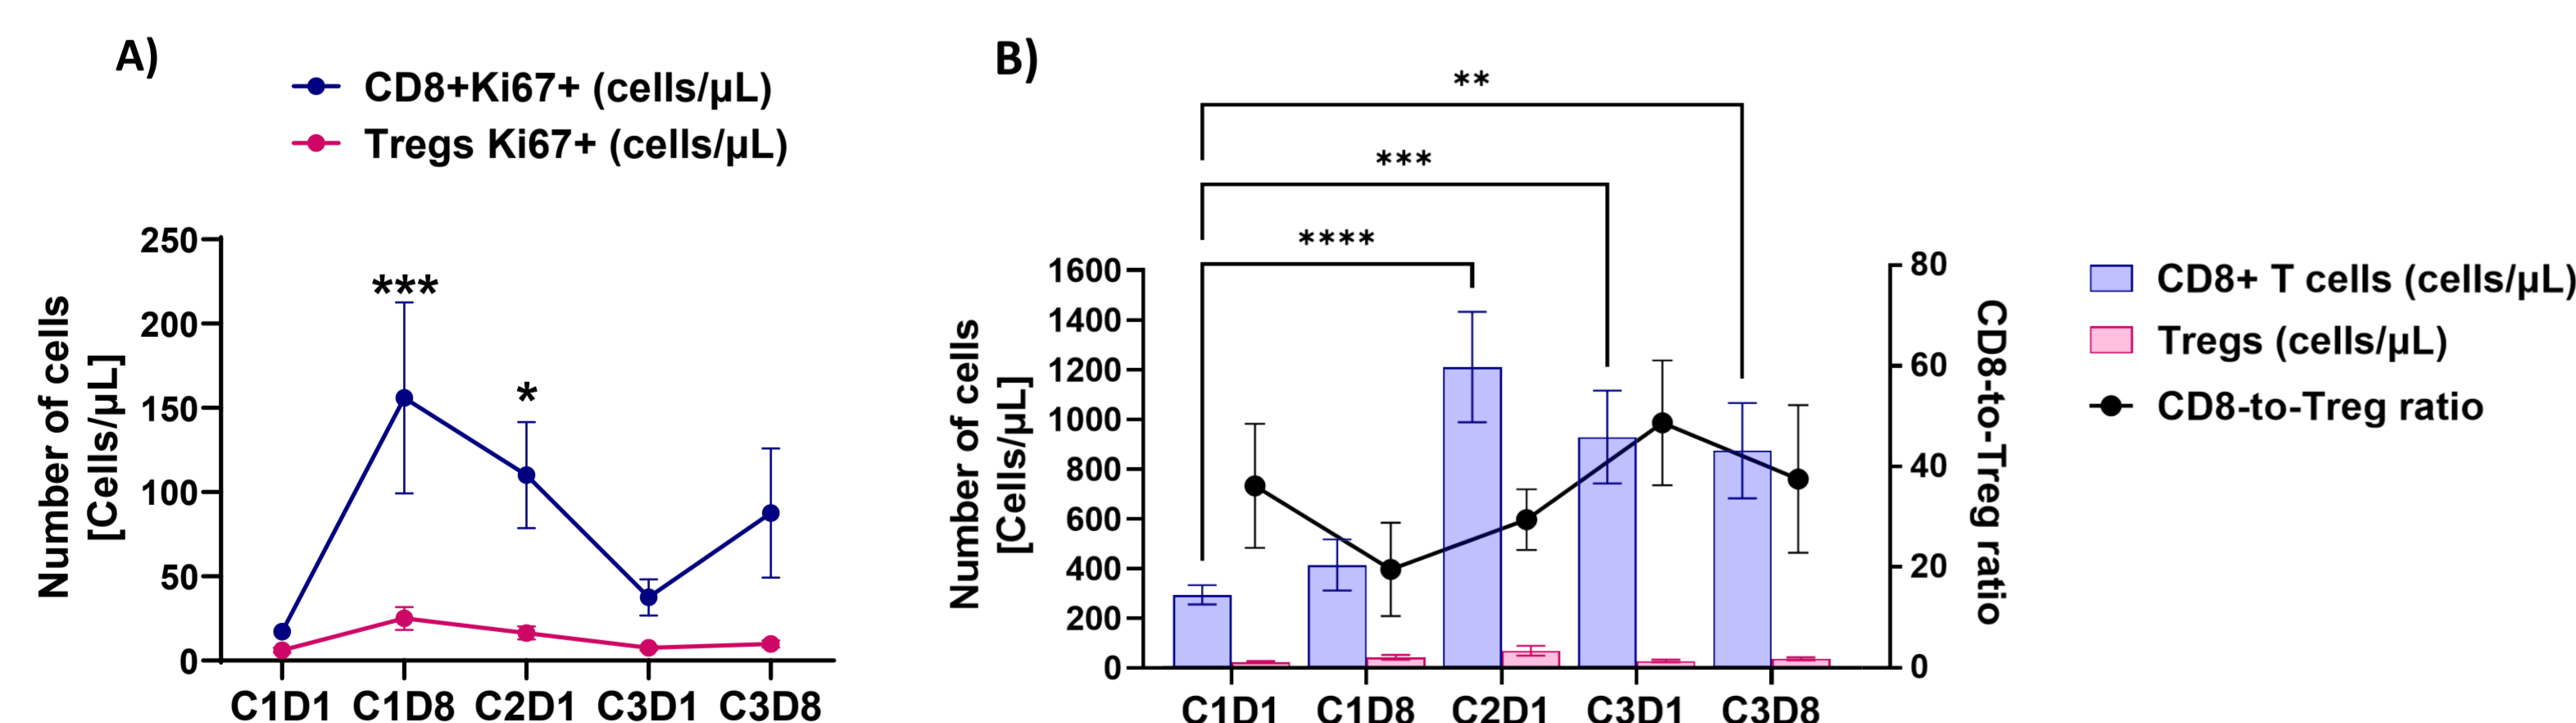 A)
CD8+Ki67+ (cells/µL)
Tregs Ki67+ (cells/µL)
Number of cells
[Cells/µL]
250
200
150
100
50
0
***
*
C1D1 C1D8 C2D1 C3D1 C3D8
B)
**
***
****
Number of cells
[Cells/µL]
1600
1400
1200
1000
800
600
400
200
0
80
60
40
20
0
CD8-to-Treg ratio
C1D1 C1D8 C2D1 C3D1 C3D8
CD8+ T cells (cells/µL)
Tregs (cells/µL)
CD8-to-Treg ratio